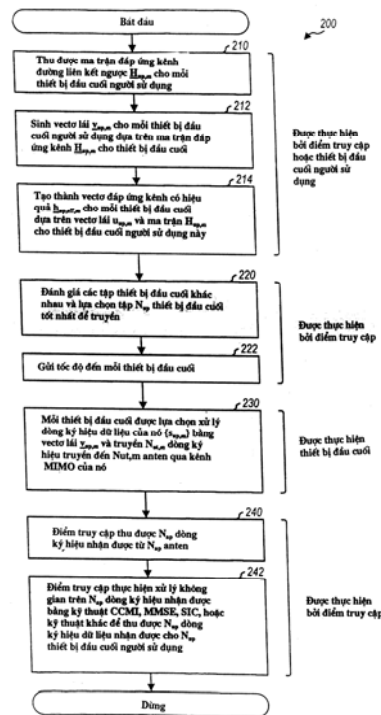 Bắt đầu
200
210
Thu được ma trận đáp ứng kênh
đường liên kết ngược H_up,m cho mỗi
thiết bị đầu cuối người sử dụng
212
Sinh vectơ lái v_up,m cho mỗi thiết bị đầu
cuối người sử dụng dựa trên ma trận đáp
ứng kênh H_up,m cho thiết bị đầu cuối
214
Tạo thành vectơ đáp ứng kênh có hiệu
quả h_up,eff,m cho mỗi thiết bị đầu cuối
dựa trên vectơ lái u_up,m và ma trận H_up,m
cho thiết bị đầu cuối người sử dụng này
Được thực hiện
bởi điểm truy cập
hoặc thiết bị đầu
cuối người sử
dụng
220
Đánh giá các tập thiết bị đầu cuối khác
nhau và lựa chọn tập N_up thiết bị đầu cuối
tốt nhất để truyền
222
Gửi tốc độ đến mỗi thiết bị đầu cuối
Được thực hiện
bởi điểm truy cập
230
Mỗi thiết bị đầu cuối được lựa chọn xử lý
dòng ký hiệu dữ liệu của nó {s_up,m} bằng
vectơ lái v_up,m và truyền N_ut,m dòng ký
hiệu truyền đến Nut,m anten qua kênh
MIMO của nó
Được thực hiện
thiết bị đầu cuối
240
Điểm truy cập thu được N_ap dòng
ký hiệu nhận được từ N_ap anten
242
Điểm truy cập thực hiện xử lý không
gian trên N_ap dòng ký hiệu nhận được
bằng kỹ thuật CCMI, MMSE, SIC, hoặc
kỹ thuật khác để thu được N_up dòng
ký hiệu dữ liệu nhận được cho N_up
thiết bị đầu cuối người sử dụng
Được thực hiện
bởi điểm truy cập
Dừng